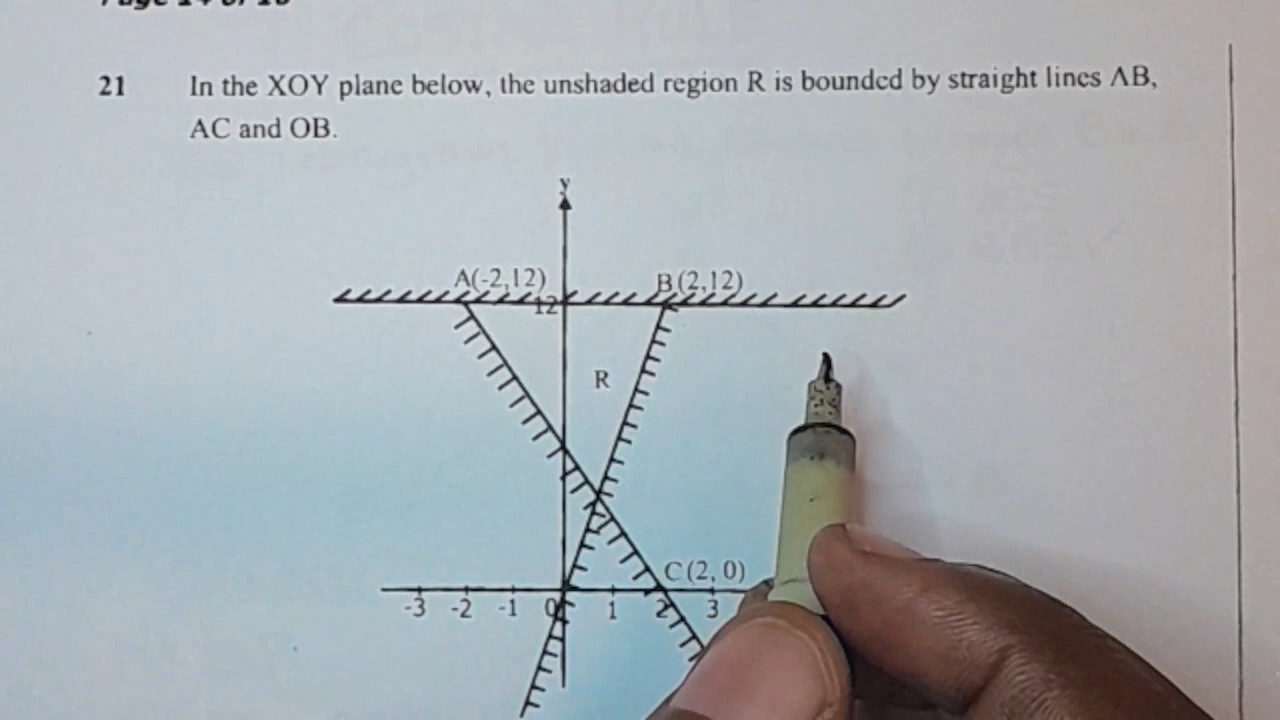 21 In the XOY plane below, the unshaded region R is bounded by straight lines AB,
AC and OB.
y
A(-2,12) B(2,12)
12
R
C(2, 0)
-3 -2 -1 0 1 2 3